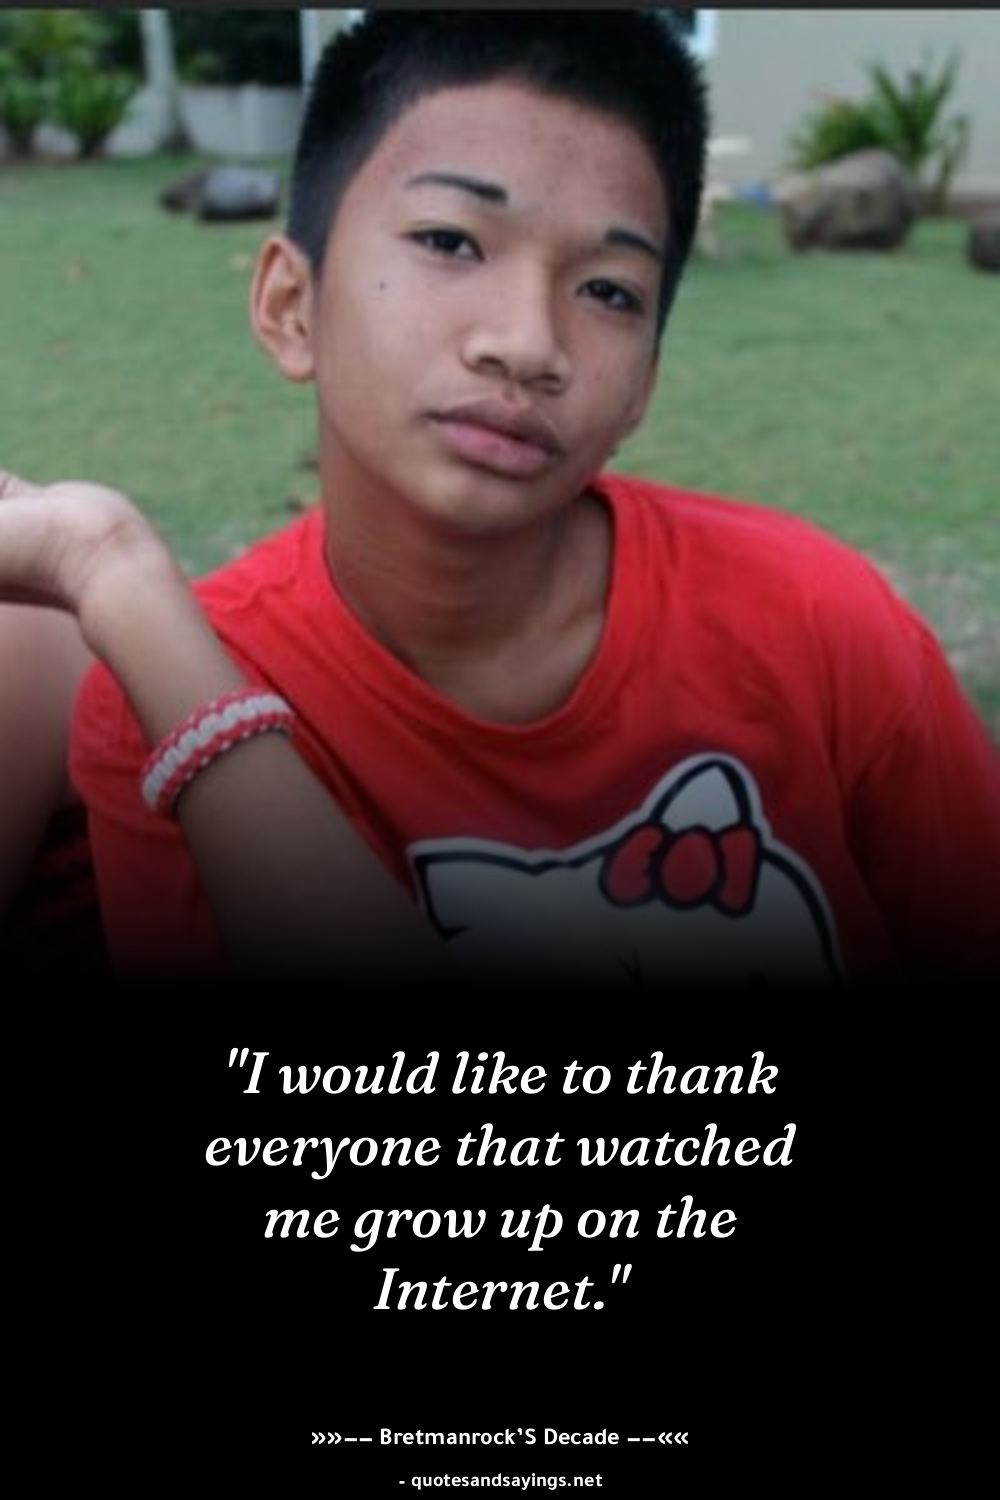 "I would like to thank
everyone that watched
me grow up on the
Internet."
»»–– Bretmanrock’S Decade ––««
- quotesandsayings.net